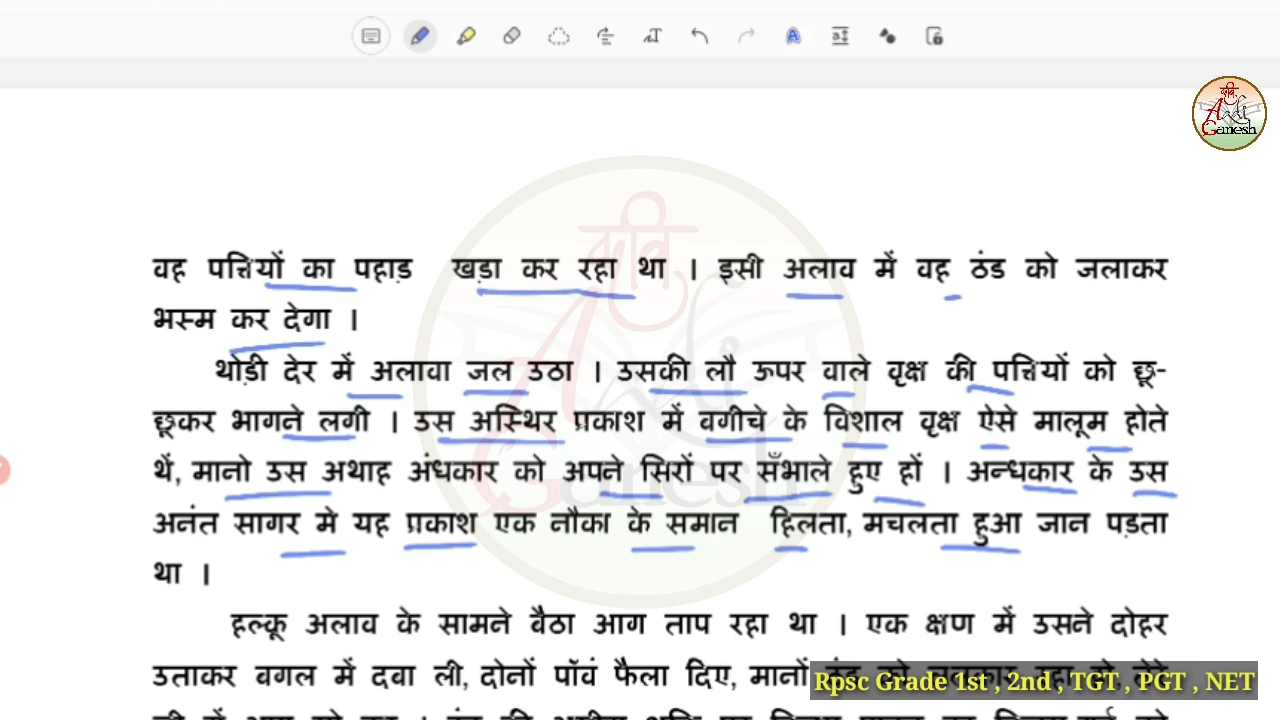 कवि
Aadi
Ganesh
वह पत्तियों का पहाड़ खड़ा कर रहा था । इसी अलाव में वह ठंड को जलाकर
भस्म कर देगा ।
थोड़ी देर में अलावा जल उठा । उसकी लौ ऊपर वाले वृक्ष की पत्तियों को छू-
छूकर भागने लगी । उस अस्थिर प्रकाश में बगीचे के विशाल वृक्ष ऐसे मालूम होते
थें, मानो उस अथाह अंधकार को अपने सिरों पर सँभाले हुए हों । अन्धकार के उस
अनंत सागर मे यह प्रकाश एक नौका के समान हिलता, मचलता हुआ जान पड़ता
था ।
हल्कू अलाव के सामने बैठा आग ताप रहा था । एक क्षण में उसने दोहर
उताकर बगल में दबा ली, दोनों पॉवं फैला दिए, मानों
Rpsc Grade 1st , 2nd , TGT , PGT , NET